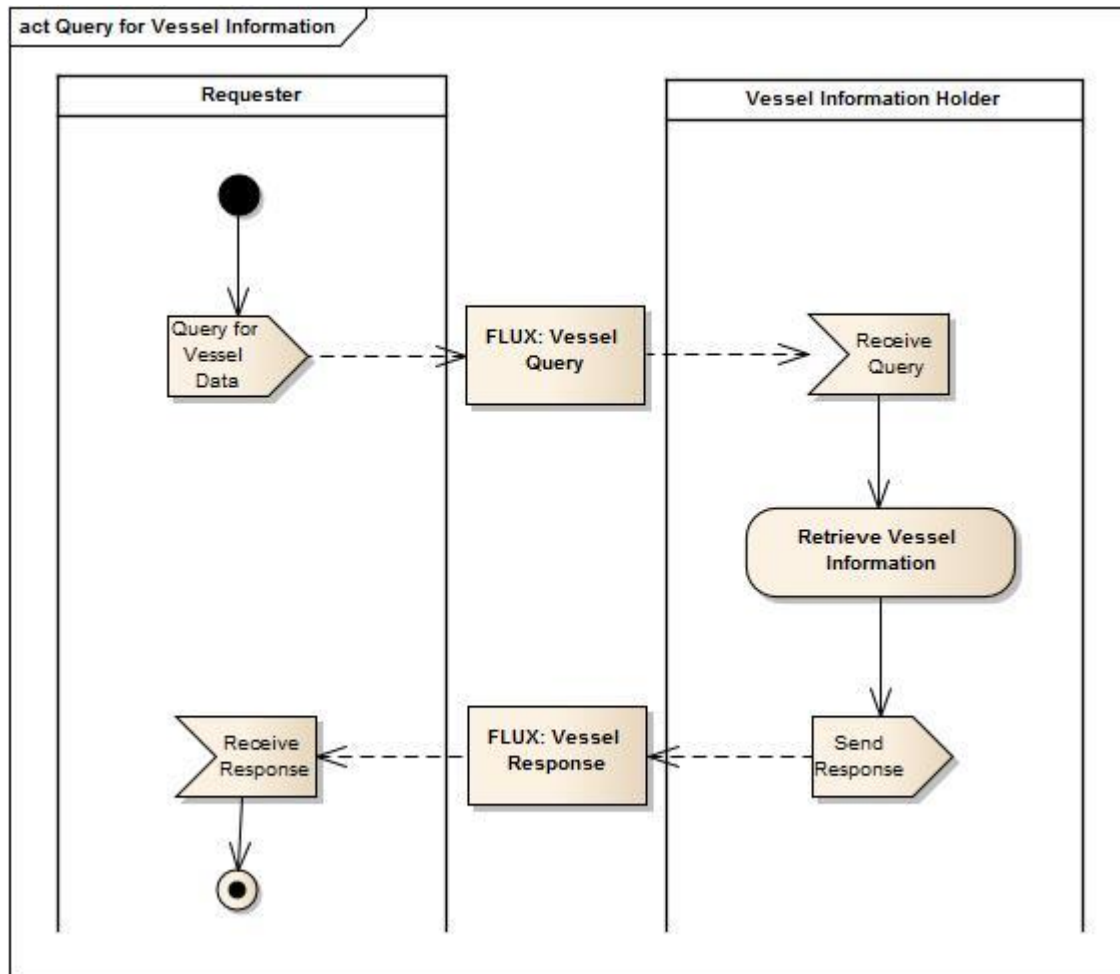 act Query for Vessel Information
Requester
Vessel Information Holder
Query for
Vessel
Data
FLUX: Vessel
Query
Receive
Query
Retrieve Vessel
Information
Receive
Response
FLUX: Vessel
Response
Send
Response